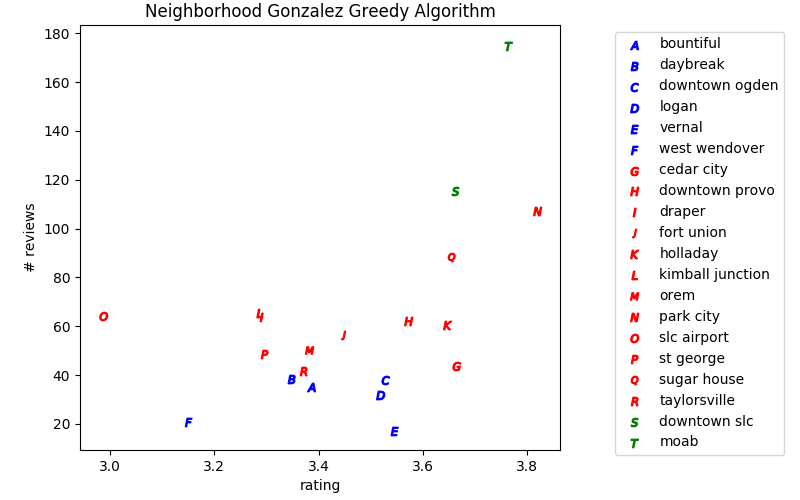 Neighborhood Gonzalez Greedy Algorithm
180
160
140
120
100
80
60
40
20
# reviews
T
S
N
Q
L
I
O
H
K
J
M
P
R
G
B
A
C
D
F
E
3.0 3.2 3.4 3.6 3.8
rating
A bountiful
B daybreak
C downtown ogden
D logan
E vernal
F west wendover
G cedar city
H downtown provo
I draper
J fort union
K holladay
L kimball junction
M orem
N park city
O slc airport
P st george
Q sugar house
R taylorsville
S downtown slc
T moab